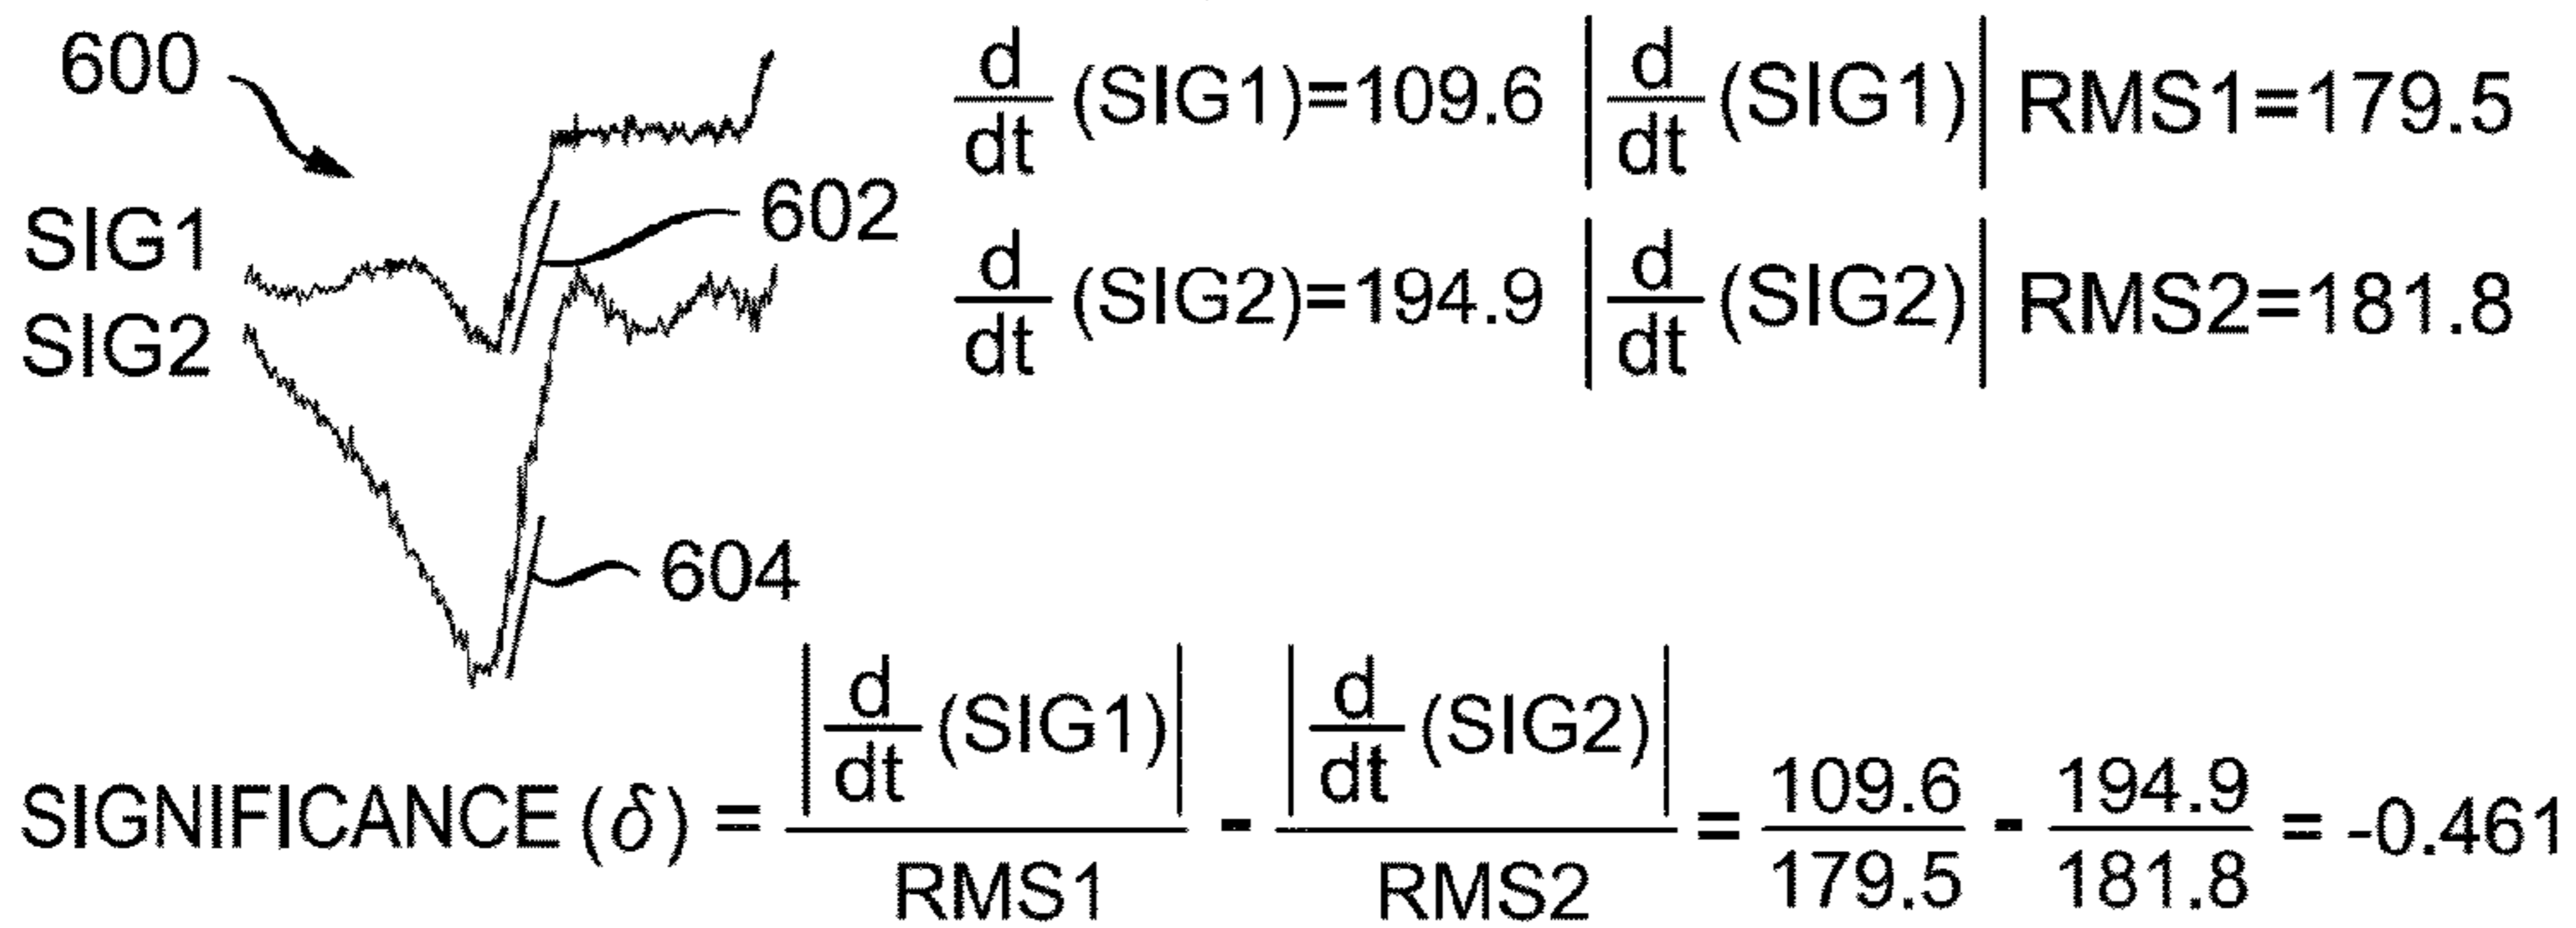 600
d/dt (SIG1)=109.6 |d/dt (SIG1)| RMS1=179.5
602
SIG1
d/dt (SIG2)=194.9 |d/dt (SIG2)| RMS2=181.8
SIG2
604
SIGNIFICANCE (δ) = |d/dt (SIG1)|/RMS1 - |d/dt (SIG2)|/RMS2 = 109.6/179.5 - 194.9/181.8 = -0.461